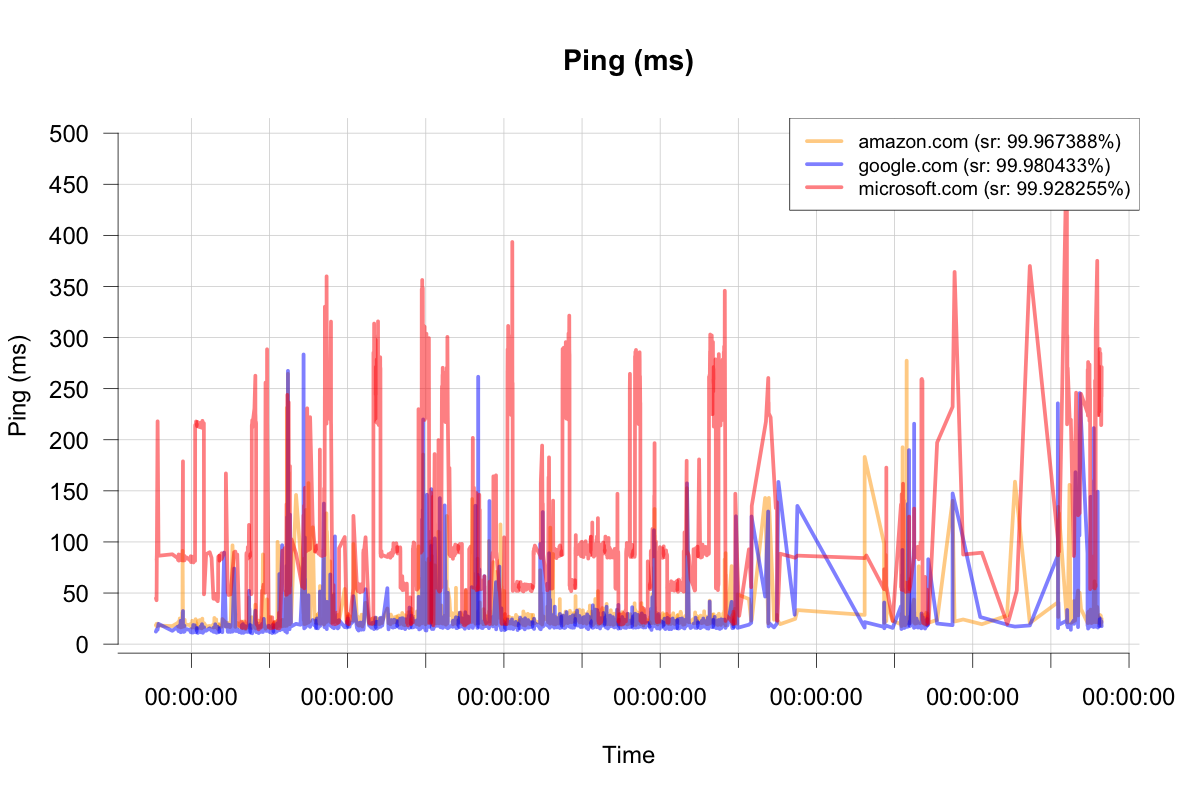 Ping (ms)
amazon.com (sr: 99.967388%)
google.com (sr: 99.980433%)
microsoft.com (sr: 99.928255%)
500
450
400
350
300
250
200
150
100
50
0
Ping (ms)
00:00:00 00:00:00 00:00:00 00:00:00 00:00:00 00:00:00 00:00:00
Time